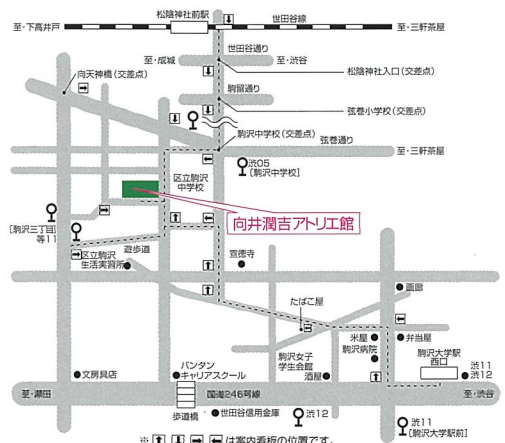 松陰神社前駅
世田谷線
至・下高井戸
至・三軒茶屋
世田谷通り
至・成城
至・渋谷
向天神橋(交差点)
松陰神社入口(交差点)
駒留通り
弦巻小学校(交差点)
駒沢中学校(交差点)
弦巻通り
至・三軒茶屋
渋05
[駒沢中学校]
区立駒沢
中学校
向井潤吉アトリエ館
[駒沢三丁目]
等11
遊歩道
区立駒沢
生活実習所
宣徳寺
画廊
たばこ屋
米屋
弁当屋
駒沢病院
駒沢女子
学生会館
駒沢大学駅
西口
酒屋
渋11
渋12
文房具店
バンタン
キャリアスクール
至・瀬田
国道246号線
至・渋谷
歩道橋
世田谷信用金庫
渋12
渋11
[駒沢大学駅前]
※↑↓→←は案内看板の位置です。